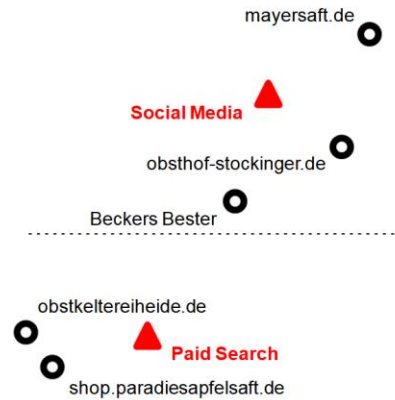 mayersaft.de
Social Media
obsthof-stockinger.de
Beckers Bester
obstkeltereiheide.de
Paid Search
shop.paradiesapfelsaft.de